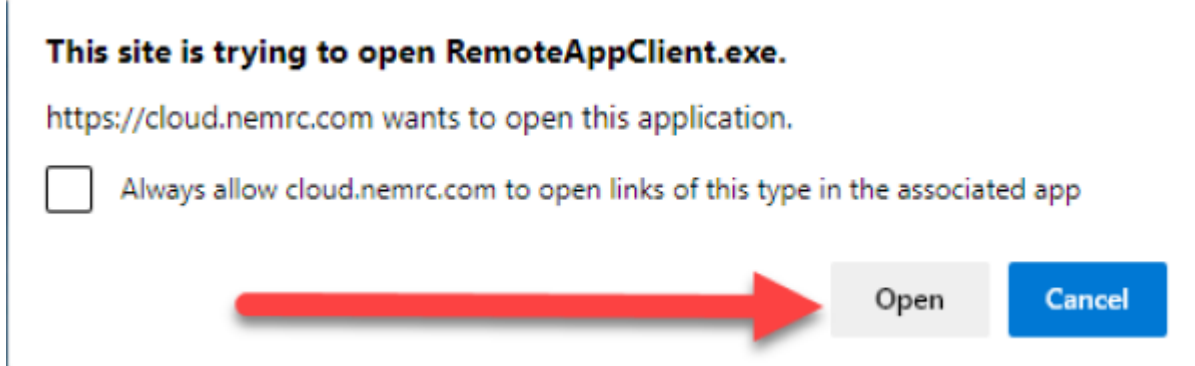 This site is trying to open RemoteAppClient.exe.
https://cloud.nemrc.com wants to open this application.
Always allow cloud.nemrc.com to open links of this type in the associated app
Open Cancel